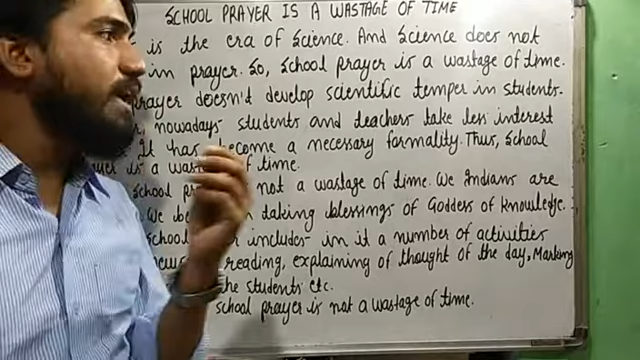 SCHOOL PRAYER IS A WASTAGE OF TIME
is the era of Science. And Science does not
in prayer. So, School prayer is a wastage of time.
prayer doesn't develop scientific temper in students.
nowadays students and teachers take less interest
It has become a necessary formality. Thus, School
is a of time.
School not a wastage of time. We Indians are
We in taking blessings of Goddess of knowledge.
School includes in it a number of activities
reading, explaining of thought of the day, Marking
the students etc.
school prayer is not a wastage of time.